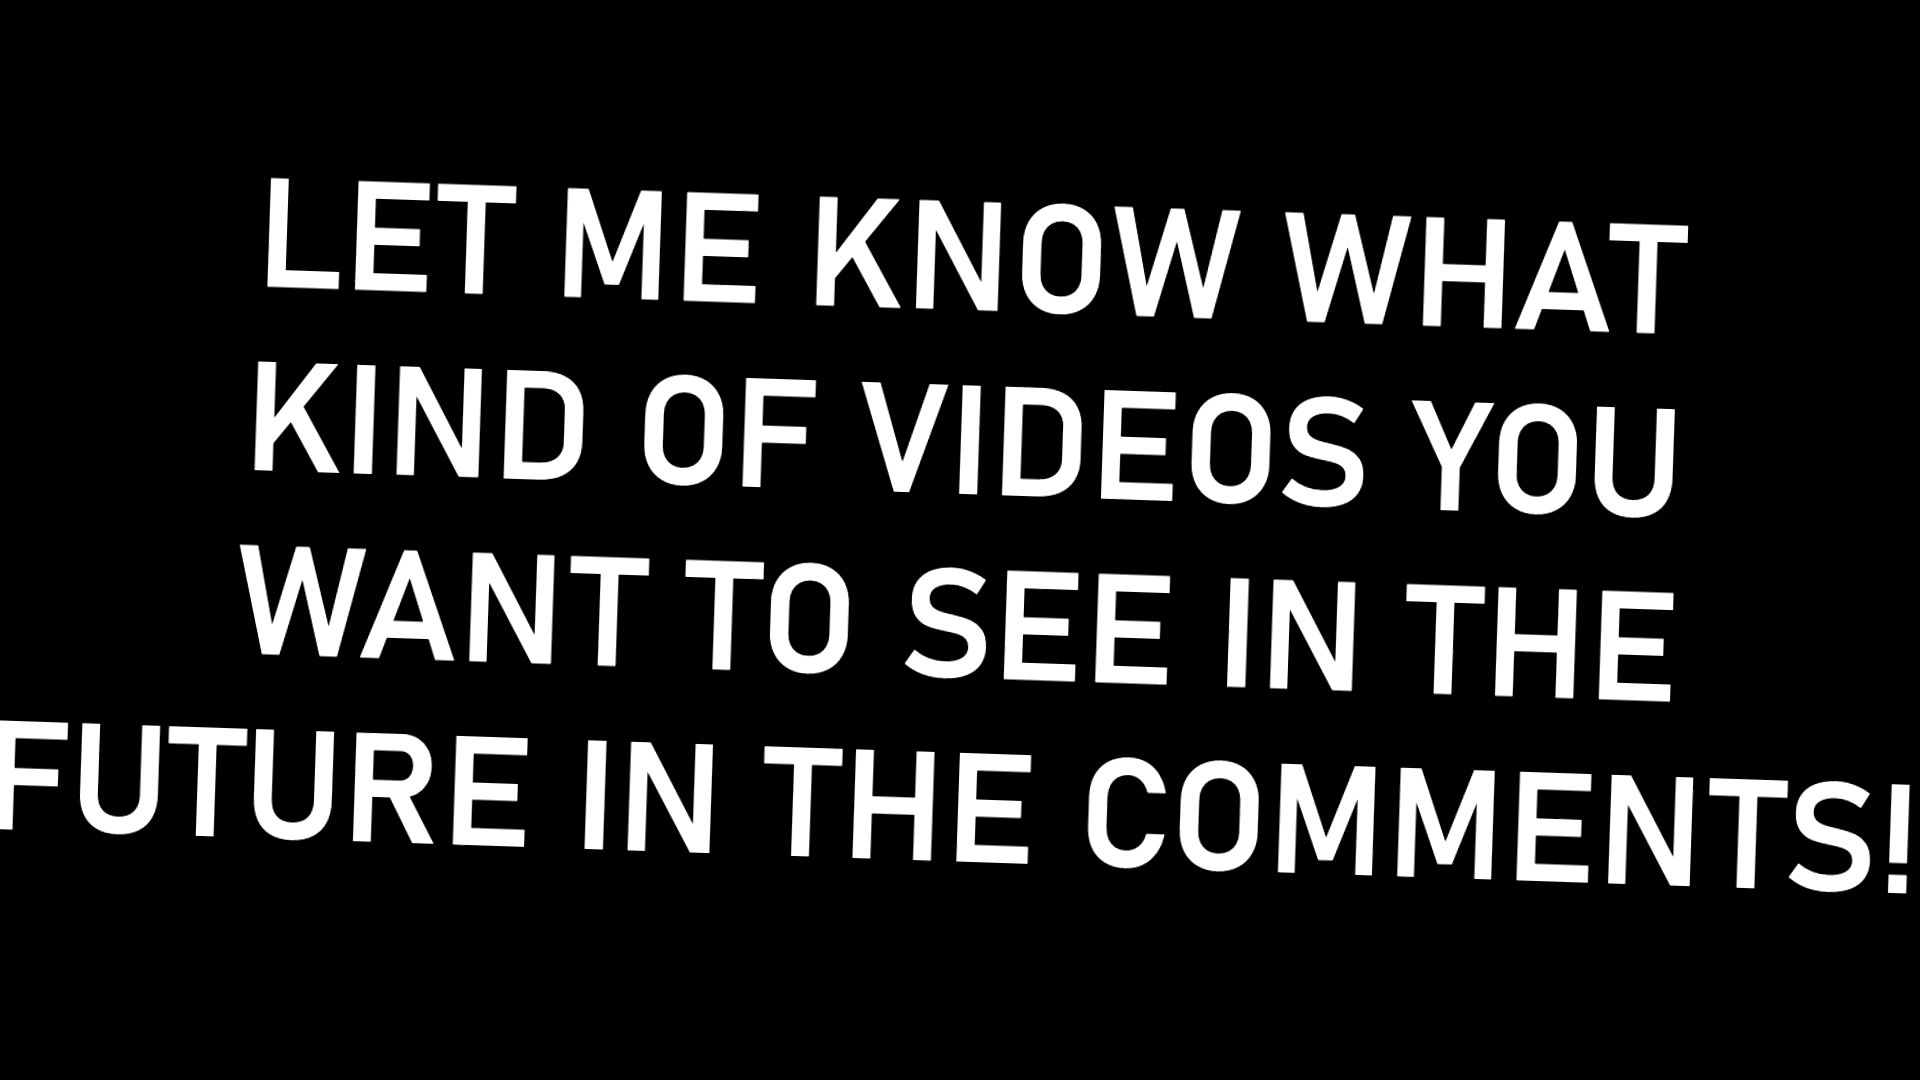 LET ME KNOW WHAT
KIND OF VIDEOS YOU
WANT TO SEE IN THE
FUTURE IN THE COMMENTS!